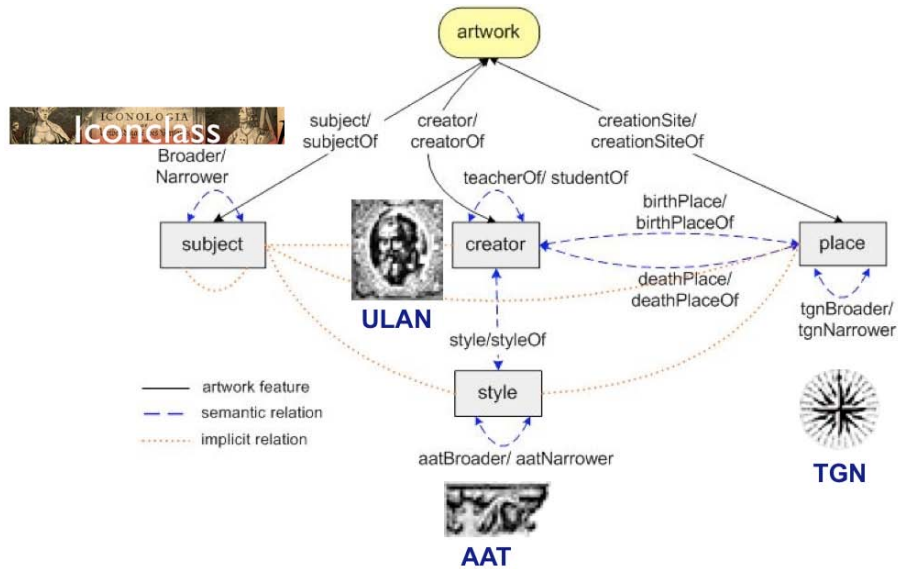 artwork
ICONOLOGIA
Iconclass
subject/
subjectOf
creator/
creatorOf
creationSite/
creationSiteOf
Broader/
Narrower
teacherOf/ studentOf
birthPlace/
birthPlaceOf
subject
creator
place
deathPlace/
deathPlaceOf
tgnBroader/
tgnNarrower
ULAN
style/styleOf
artwork feature
semantic relation
implicit relation
style
aatBroader/ aatNarrower
TGN
AAT